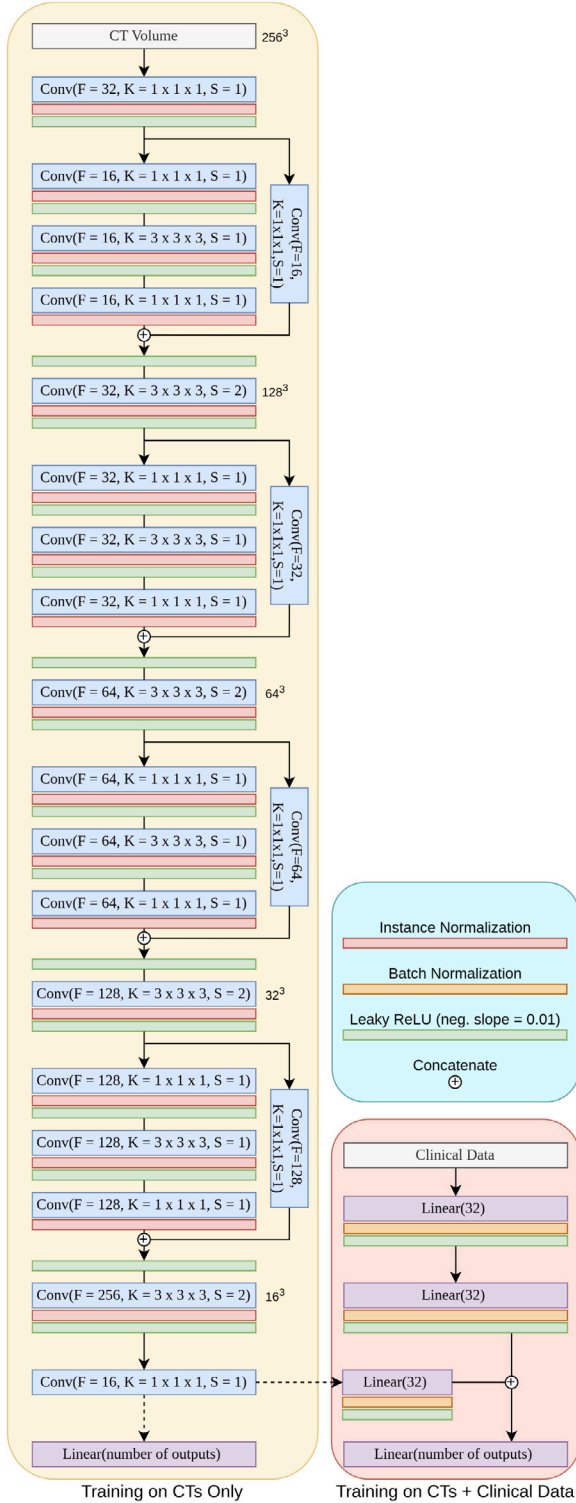 CT Volume
256³
Conv(F = 32, K = 1 x 1 x 1, S = 1)
Conv(F = 16, K = 1 x 1 x 1, S = 1)
Conv(F = 16, K = 3 x 3 x 3, S = 1)
Conv(F = 16, K = 1 x 1 x 1, S = 1)
Conv(F=16,
K=1x1x1,S=1)
Conv(F = 32, K = 3 x 3 x 3, S = 2)
128³
Conv(F = 32, K = 1 x 1 x 1, S = 1)
Conv(F = 32, K = 3 x 3 x 3, S = 1)
Conv(F = 32, K = 1 x 1 x 1, S = 1)
Conv(F=32,
K=1x1x1,S=1)
Conv(F = 64, K = 3 x 3 x 3, S = 2)
64³
Conv(F = 64, K = 1 x 1 x 1, S = 1)
Conv(F = 64, K = 3 x 3 x 3, S = 1)
Conv(F = 64, K = 1 x 1 x 1, S = 1)
Conv(F=64,
K=1x1x1,S=1)
Conv(F = 128, K = 3 x 3 x 3, S = 2)
32³
Conv(F = 128, K = 1 x 1 x 1, S = 1)
Conv(F = 128, K = 3 x 3 x 3, S = 1)
Conv(F = 128, K = 1 x 1 x 1, S = 1)
Conv(F=128,
K=1x1x1,S=1)
Conv(F = 256, K = 3 x 3 x 3, S = 2)
16³
Conv(F = 16, K = 1 x 1 x 1, S = 1)
Linear(number of outputs)
Training on CTs Only
Instance Normalization
Batch Normalization
Leaky ReLU (neg. slope = 0.01)
Concatenate
Clinical Data
Linear(32)
Linear(32)
Linear(32)
Linear(number of outputs)
Training on CTs + Clinical Data